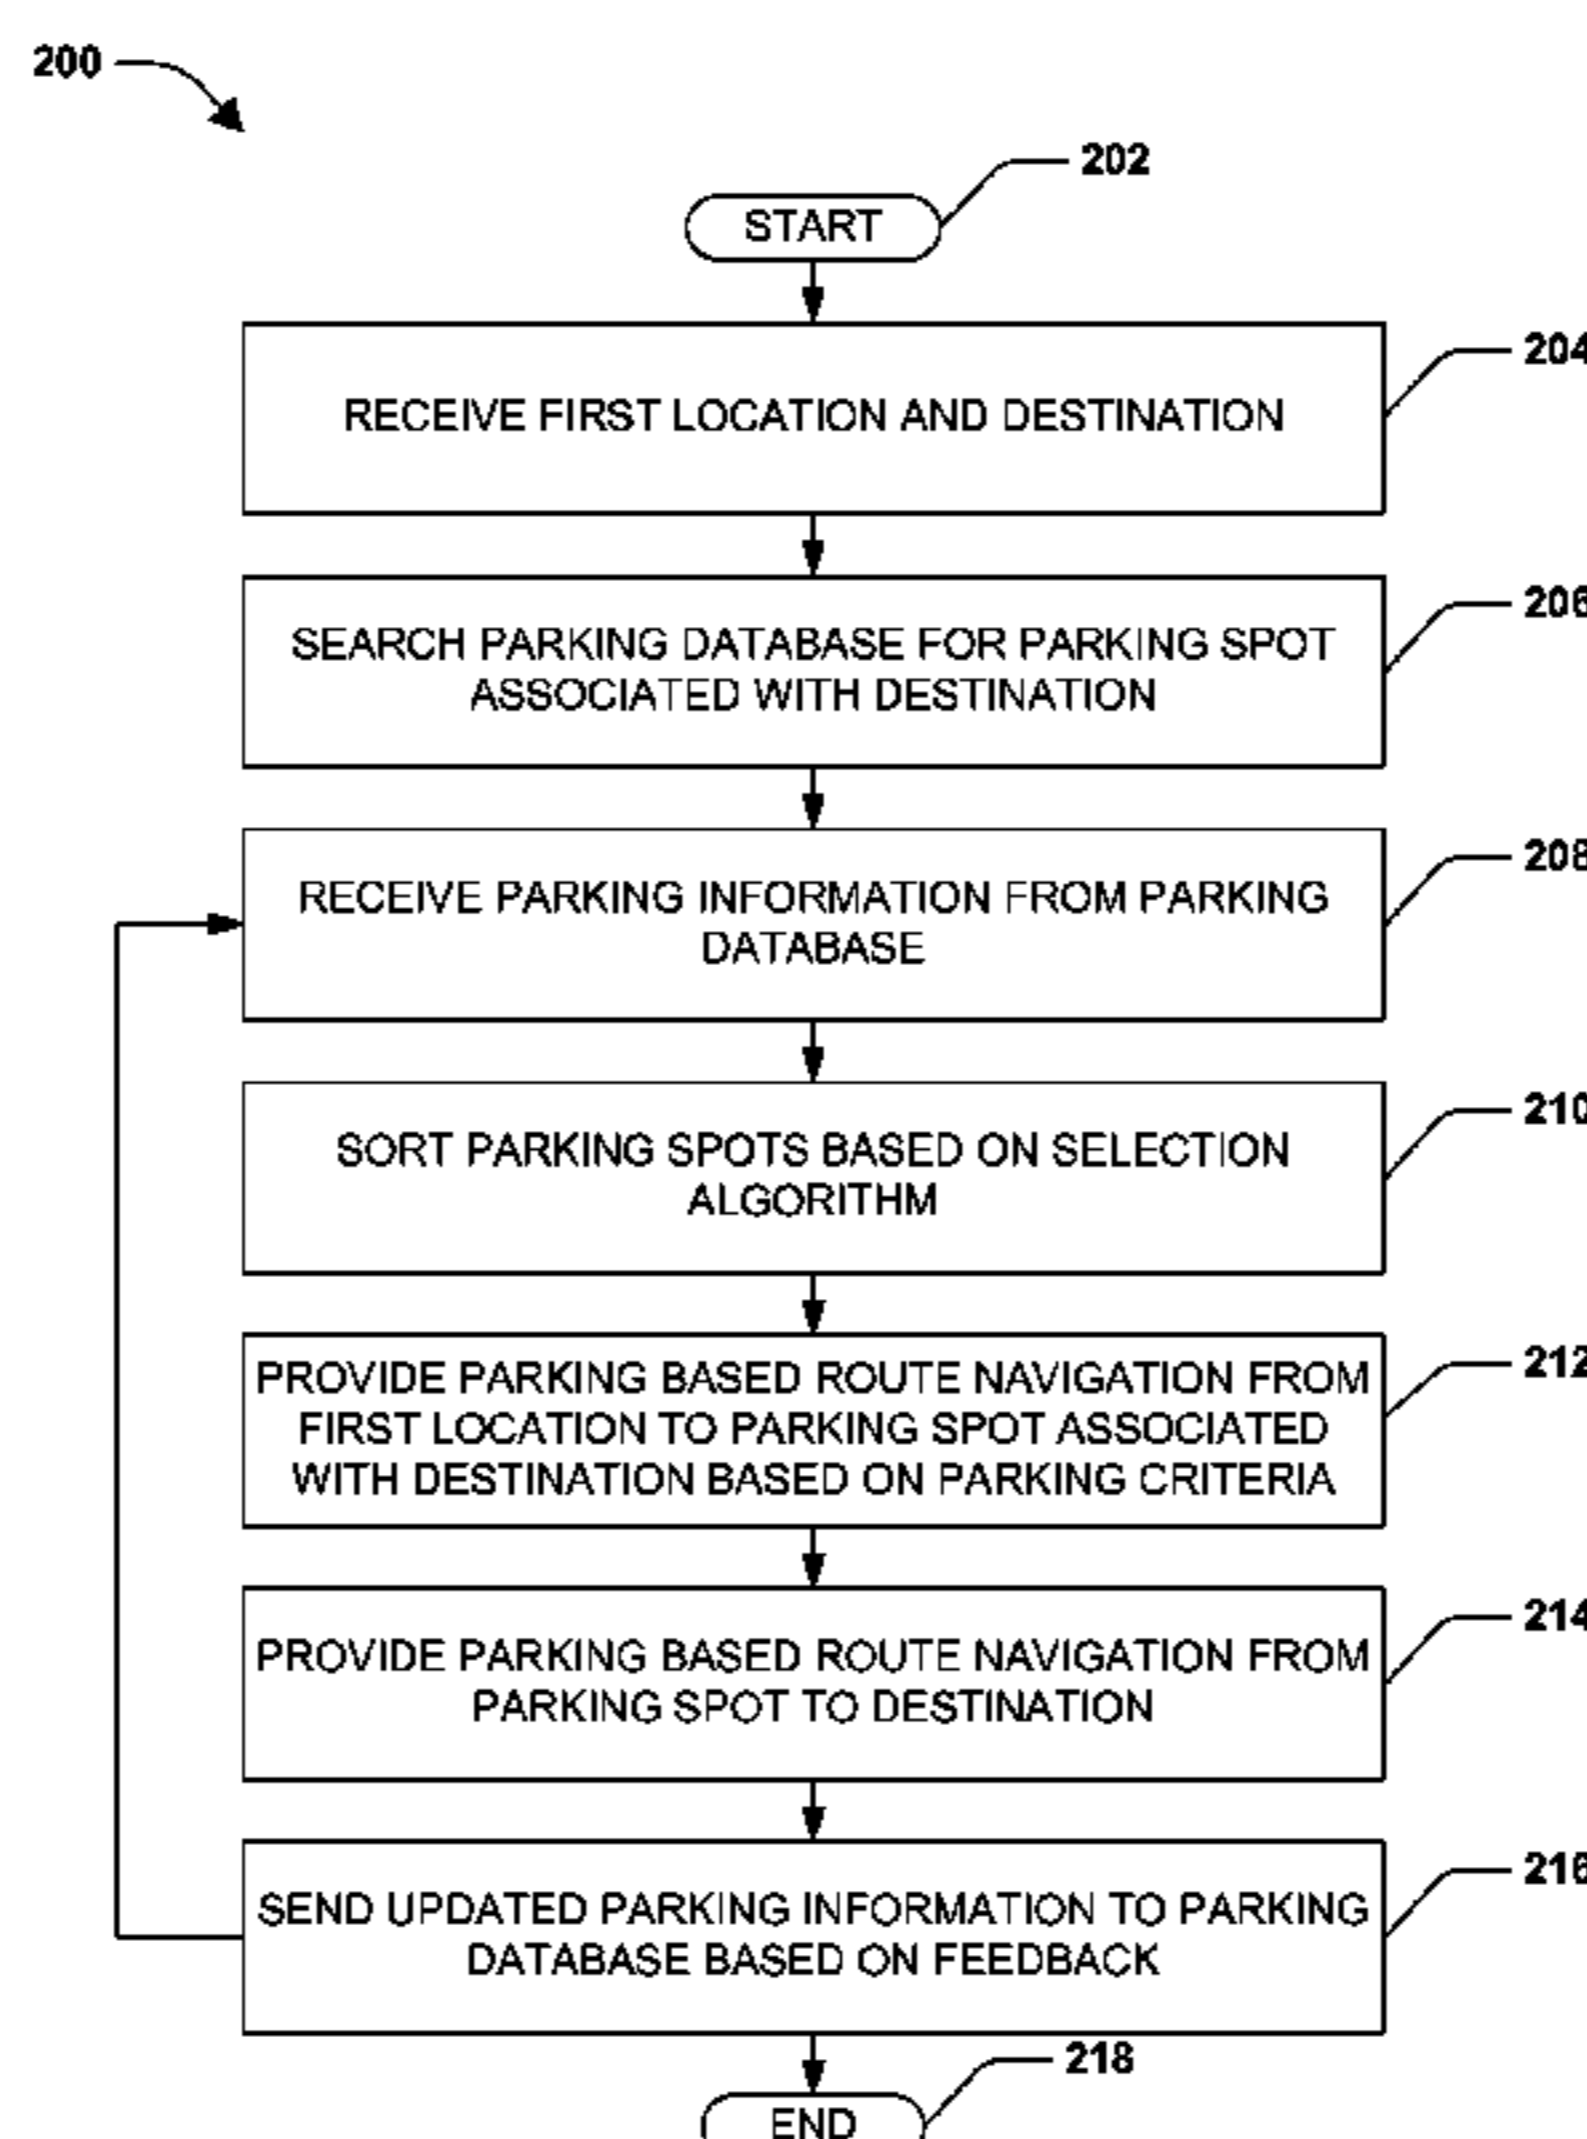 200
202
START
204
RECEIVE FIRST LOCATION AND DESTINATION
206
SEARCH PARKING DATABASE FOR PARKING SPOT
ASSOCIATED WITH DESTINATION
208
RECEIVE PARKING INFORMATION FROM PARKING
DATABASE
210
SORT PARKING SPOTS BASED ON SELECTION
ALGORITHM
212
PROVIDE PARKING BASED ROUTE NAVIGATION FROM
FIRST LOCATION TO PARKING SPOT ASSOCIATED
WITH DESTINATION BASED ON PARKING CRITERIA
214
PROVIDE PARKING BASED ROUTE NAVIGATION FROM
PARKING SPOT TO DESTINATION
216
SEND UPDATED PARKING INFORMATION TO PARKING
DATABASE BASED ON FEEDBACK
218
END